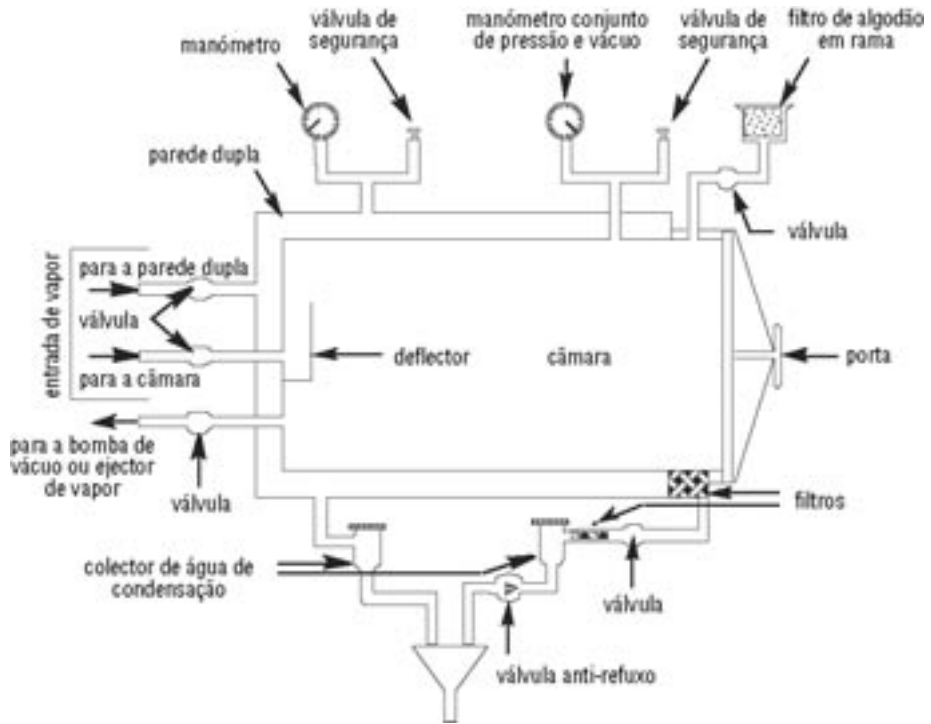 manómetro
válvula de
segurança
manómetro conjunto
de pressão e vácuo
válvula de
segurança
filtro de algodão
em rama
parede dupla
válvula
entrada de vapor
para a parede dupla
válvula
para a câmara
deflector
câmara
porta
para a bomba de
vácuo ou ejector
de vapor
válvula
filtros
colector de água de
condensação
válvula
válvula anti-refuxo